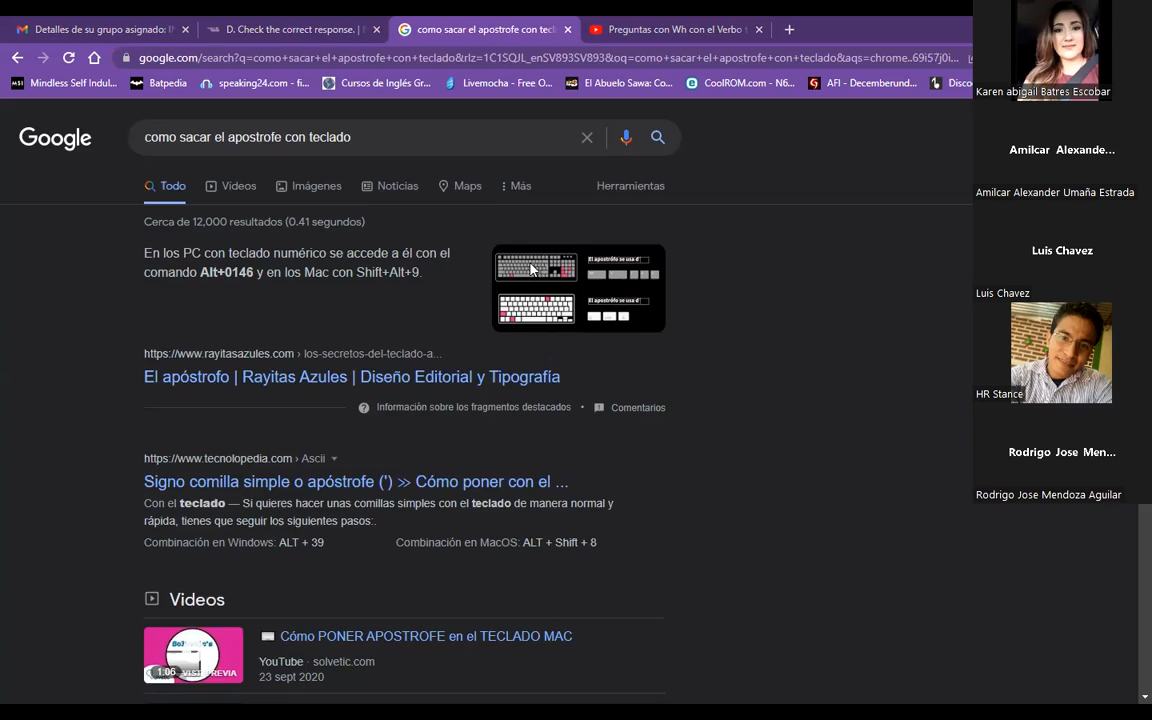 Detalles de su grupo asignado: I
D. Check the correct response. |
como sacar el apostrofe con tecl
Preguntas con Wh con el Verbo t
google.com/search?q=como+sacar+el+apostrofe+con+teclado&rlz=1C1SQJL_enSV893SV893&oq=como+sacar+el+apostrofe+con+teclado&aqs=chrome..69i57j0i...
Mindless Self Indul...
Batpedia
speaking24.com - fi...
Cursos de Inglés Gr...
Livemocha - Free O...
El Abuelo Sawa: Co...
CoolROM.com - N6...
AFI - Decemberund...
Disco
Google
como sacar el apostrofe con teclado
Todo
Videos
Imágenes
Noticias
Maps
Más
Herramientas
Cerca de 12,000 resultados (0.41 segundos)
En los PC con teclado numérico se accede a él con el
comando Alt+0146 y en los Mac con Shift+Alt+9.
El apostrófo se usa d
El apostrófo se usa d
https://www.rayitasazules.com › los-secretos-del-teclado-a...
El apóstrofo | Rayitas Azules | Diseño Editorial y Tipografía
Información sobre los fragmentos destacados
•
Comentarios
https://www.tecnolopedia.com › Ascii
Signo comilla simple o apóstrofe (') >> Cómo poner con el ...
Con el teclado — Si quieres hacer unas comillas simples con el teclado de manera normal y
rápida, tienes que seguir los siguientes pasos:.
Combinación en Windows: ALT + 39
Combinación en MacOS: ALT + Shift + 8
Videos
Cómo PONER APOSTROFE en el TECLADO MAC
YouTube · solvetic.com
23 sept 2020
1:06
VISTA PREVIA
Karen abigail Batres Escobar
Amilcar Alexande...
Amilcar Alexander Umaña Estrada
Luis Chavez
Luis Chavez
HR Stance
Rodrigo Jose Men...
Rodrigo Jose Mendoza Aguilar